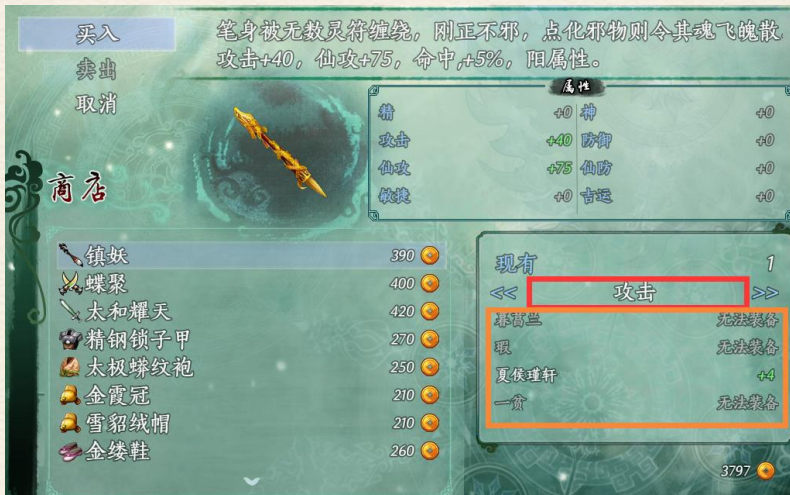 买入
卖出
取消
笔身被无数灵符缠绕，刚正不邪，点化邪物则令其魂飞魄散
攻击+40，仙攻+75，命中,+5%，阳属性。
属性
精 +0 神 +0
攻击 +40 防御 +0
仙攻 +75 仙防 +0
敏捷 +0 吉运 +0
商店
镇妖 390
蝶聚 400
太和耀天 420
精钢锁子甲 270
太极蟒纹袍 250
金霞冠 210
雪貂绒帽 210
金缕鞋 260
现有 1
<< 攻击 >>
暮菖兰 无法装备
瑕 无法装备
夏侯瑾轩 +4
一贫 无法装备
3797